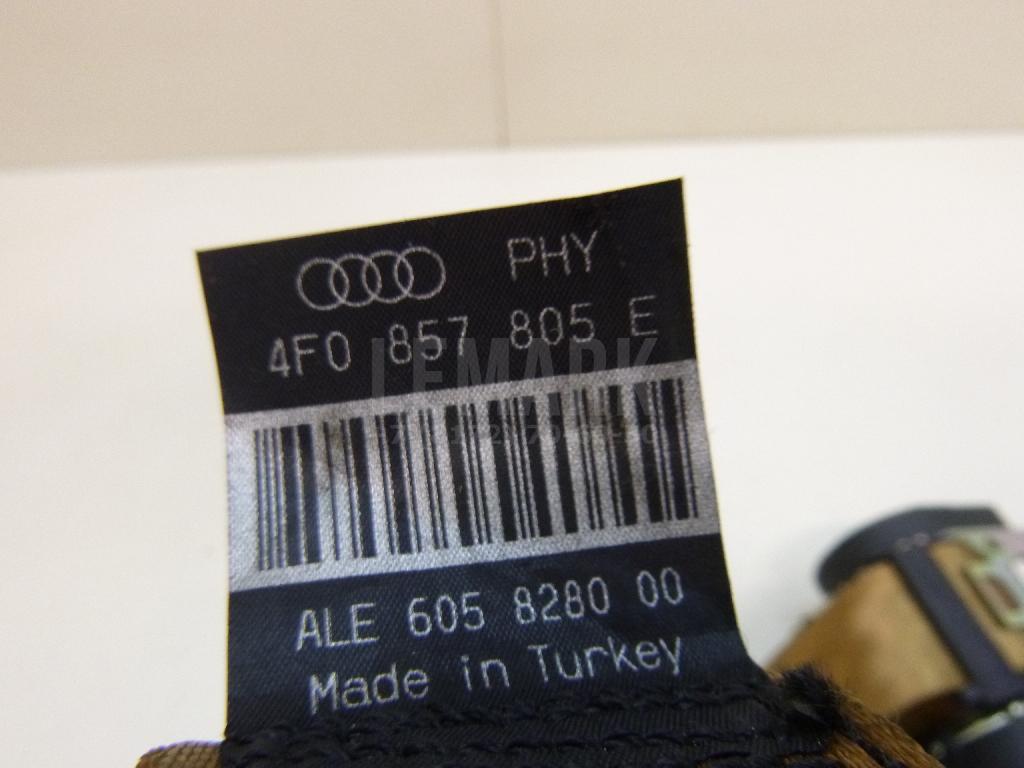 PHY
4F0 857 805 E
LEMARK
ALE 605 8280 00
Made in Turkey